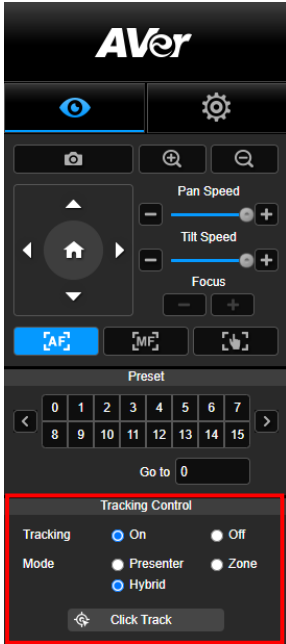 AVer
Pan Speed
Tilt Speed
Focus
AF MF
Preset
0 1 2 3 4 5 6 7
8 9 10 11 12 13 14 15
Go to 0
Tracking Control
Tracking On Off
Mode Presenter Zone
Hybrid
Click Track